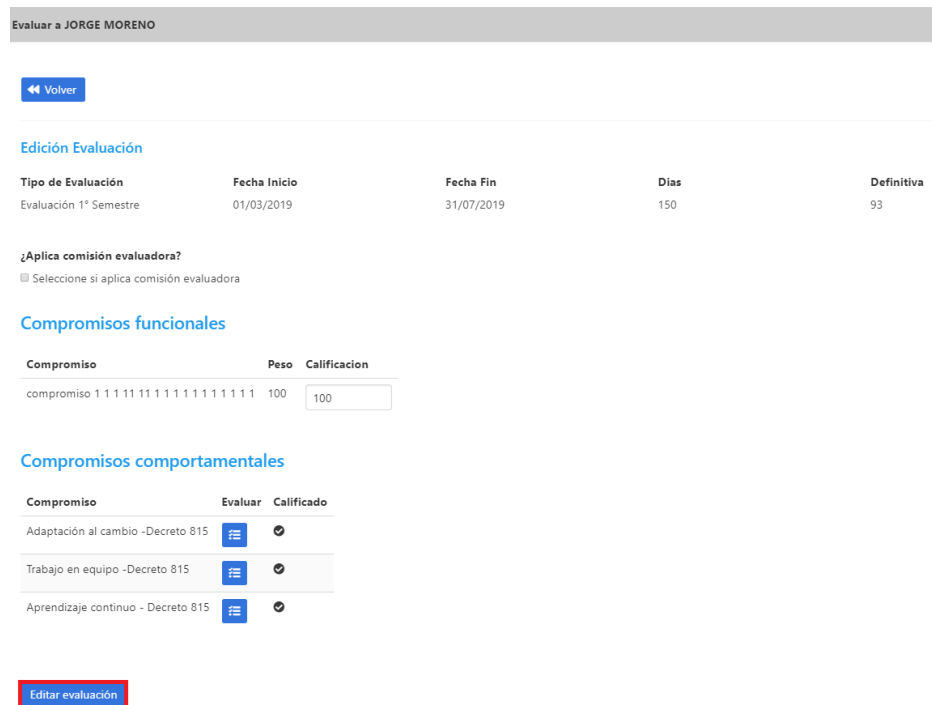 Evaluar a JORGE MORENO
Volver
Edición Evaluación
Tipo de Evaluación Fecha Inicio Fecha Fin Dias Definitiva
Evaluación 1° Semestre 01/03/2019 31/07/2019 150 93
¿Aplica comisión evaluadora?
Seleccione si aplica comisión evaluadora
Compromisos funcionales
Compromiso Peso Calificacion
compromiso 1 1 1 11 11 1 1 1 1 1 1 1 1 1 1 1 100 100
Compromisos comportamentales
Compromiso Evaluar Calificado
Adaptación al cambio -Decreto 815
Trabajo en equipo -Decreto 815
Aprendizaje continuo - Decreto 815
Editar evaluación